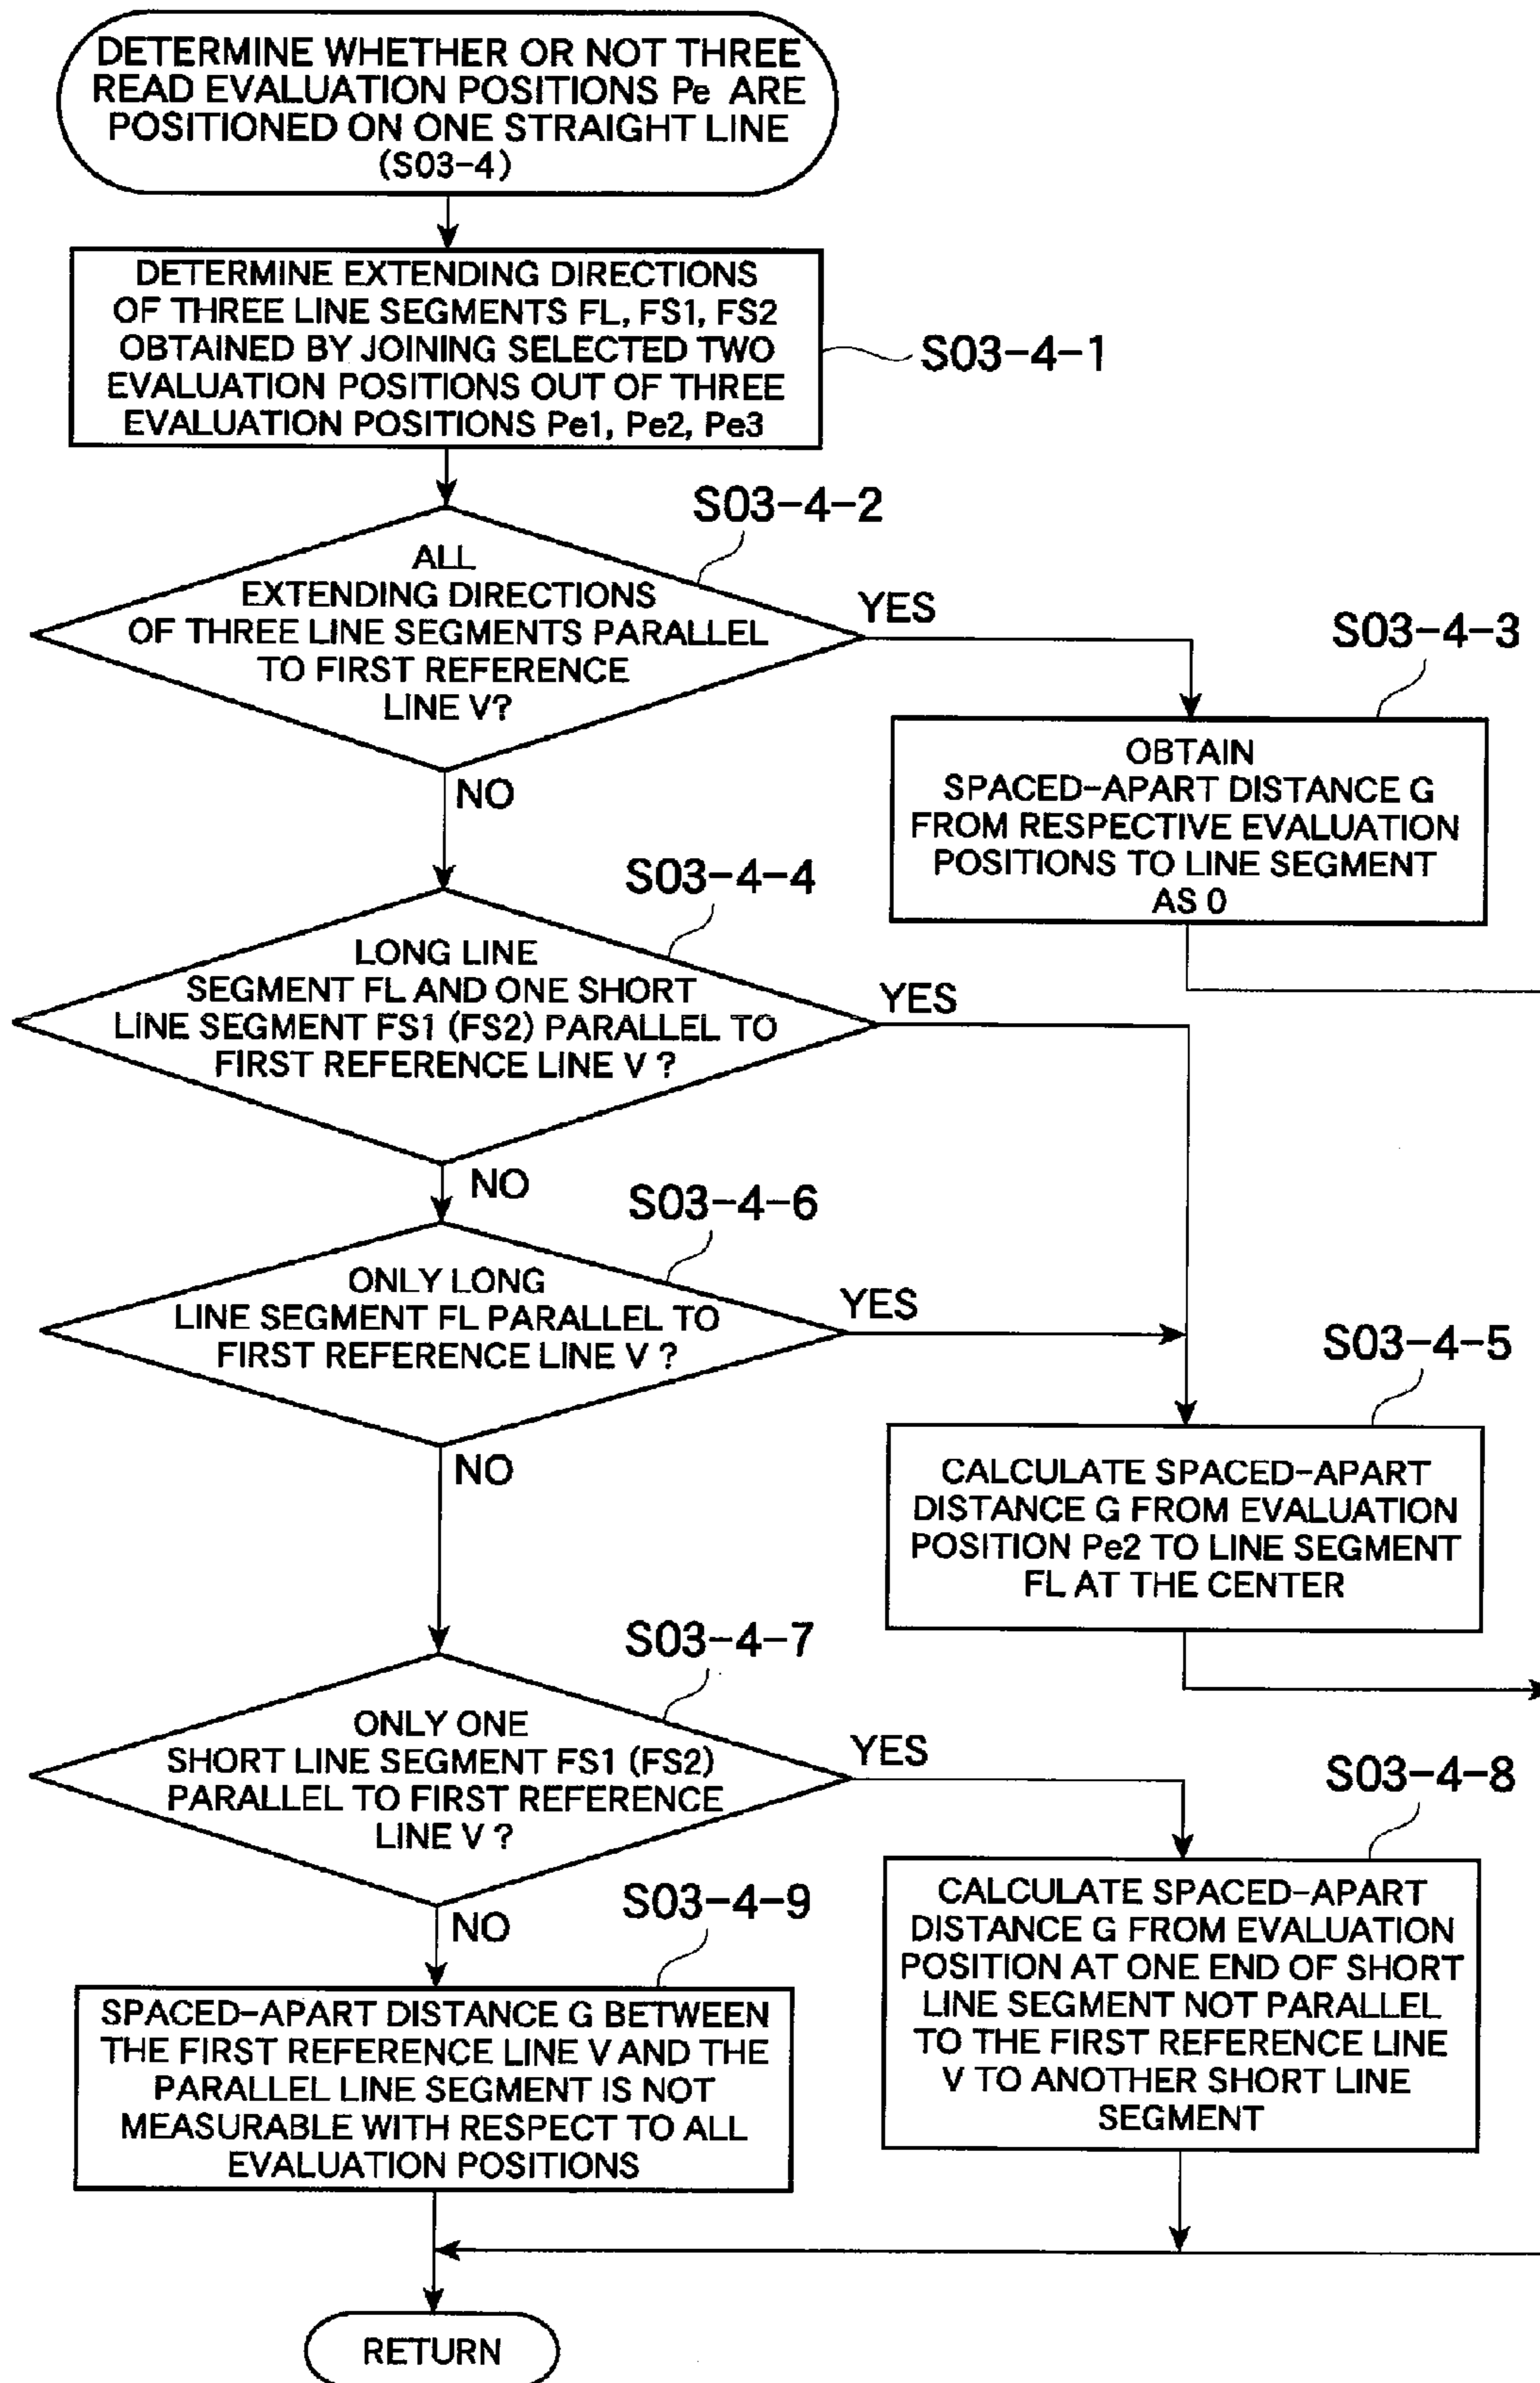 DETERMINE WHETHER OR NOT THREE
READ EVALUATION POSITIONS Pe ARE
POSITIONED ON ONE STRAIGHT LINE
(S03-4)
DETERMINE EXTENDING DIRECTIONS
OF THREE LINE SEGMENTS FL, FS1, FS2
OBTAINED BY JOINING SELECTED TWO
EVALUATION POSITIONS OUT OF THREE
EVALUATION POSITIONS Pe1, Pe2, Pe3
S03-4-1
S03-4-2
ALL
EXTENDING DIRECTIONS
OF THREE LINE SEGMENTS PARALLEL
TO FIRST REFERENCE
LINE V?
YES
NO
S03-4-3
OBTAIN
SPACED-APART DISTANCE G
FROM RESPECTIVE EVALUATION
POSITIONS TO LINE SEGMENT
AS 0
S03-4-4
LONG LINE
SEGMENT FL AND ONE SHORT
LINE SEGMENT FS1 (FS2) PARALLEL TO
FIRST REFERENCE LINE V ?
YES
NO
S03-4-6
ONLY LONG
LINE SEGMENT FL PARALLEL TO
FIRST REFERENCE LINE V ?
YES
NO
S03-4-5
CALCULATE SPACED-APART
DISTANCE G FROM EVALUATION
POSITION Pe2 TO LINE SEGMENT
FL AT THE CENTER
S03-4-7
ONLY ONE
SHORT LINE SEGMENT FS1 (FS2)
PARALLEL TO FIRST REFERENCE
LINE V ?
YES
NO
S03-4-8
CALCULATE SPACED-APART
DISTANCE G FROM EVALUATION
POSITION AT ONE END OF SHORT
LINE SEGMENT NOT PARALLEL
TO THE FIRST REFERENCE LINE
V TO ANOTHER SHORT LINE
SEGMENT
S03-4-9
SPACED-APART DISTANCE G BETWEEN
THE FIRST REFERENCE LINE V AND THE
PARALLEL LINE SEGMENT IS NOT
MEASURABLE WITH RESPECT TO ALL
EVALUATION POSITIONS
RETURN